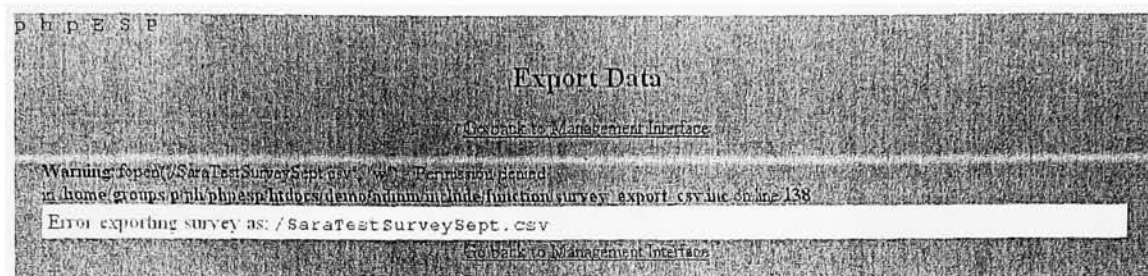 p h p E S P
Export Data
Go back to Management Interface
Warning: fopen("/SaraTestSurveySept.csv", "w") - Permission denied
in /home/groups/p/ph/phpesp/htdocs/demo/admin/include/function/survey_export_csv.inc on line 138
Error exporting survey as: /SaraTestSurveySept.csv
Go back to Management Interface